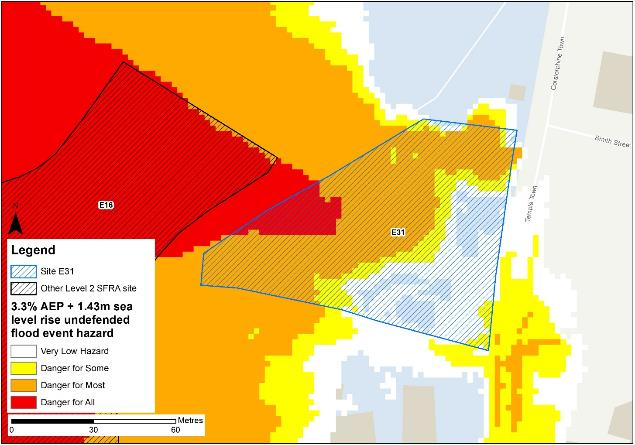 Cassiorphine Town
Smith Street
Temple Town
E16
E31
N
Legend
Site E31
Other Level 2 SFRA site
3.3% AEP + 1.43m sea
level rise undefended
flood event hazard
Very Low Hazard
Danger for Some
Danger for Most
Danger for All
Metres
0 30 60